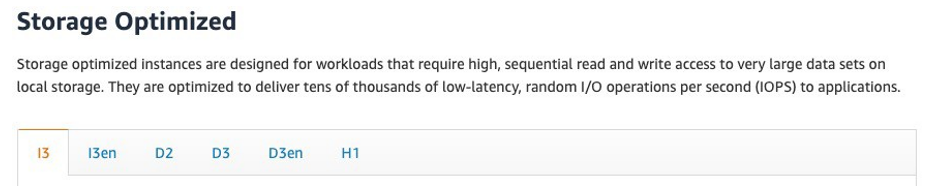 Storage Optimized
Storage optimized instances are designed for workloads that require high, sequential read and write access to very large data sets on
local storage. They are optimized to deliver tens of thousands of low-latency, random I/O operations per second (IOPS) to applications.
I3 I3en D2 D3 D3en H1